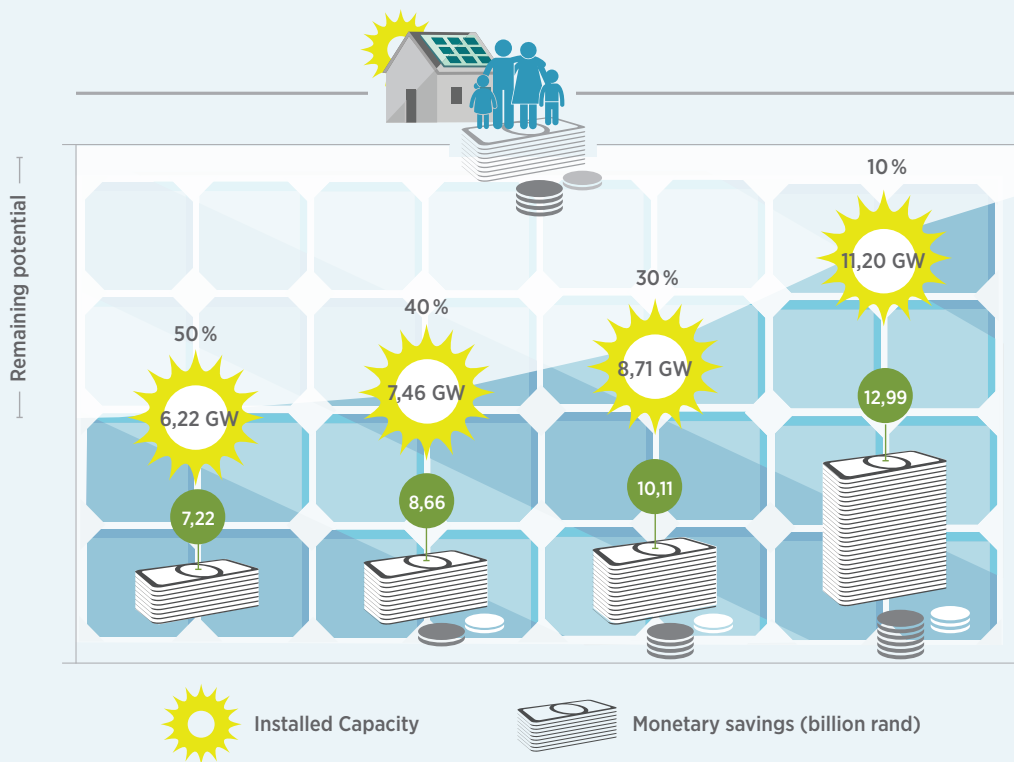 Remaining potential
50 %
6,22 GW
7,22
40 %
7,46 GW
8,66
30 %
8,71 GW
10,11
10 %
11,20 GW
12,99
Installed Capacity
Monetary savings (billion rand)